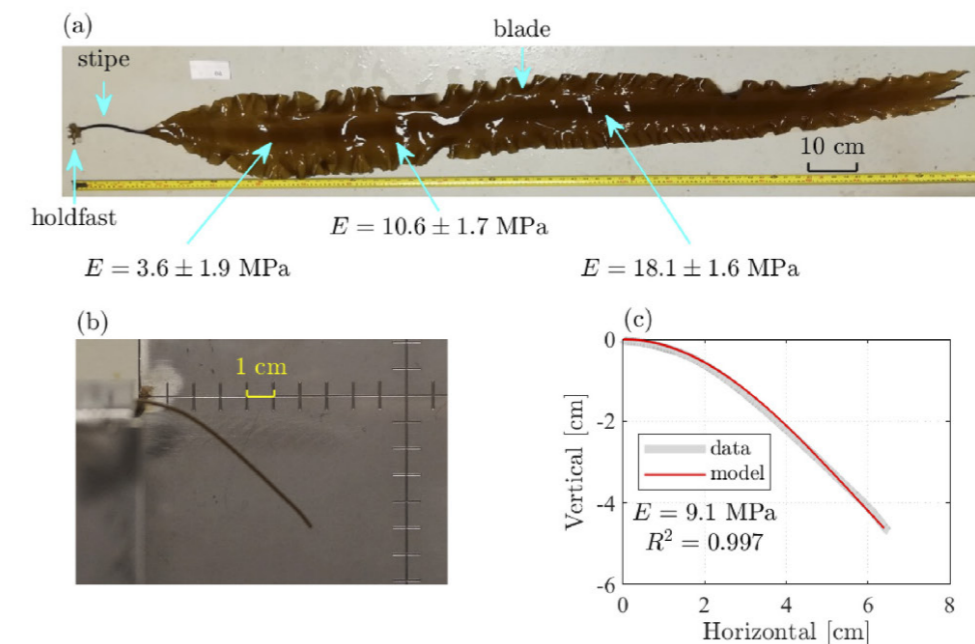 (a)
blade
stipe
10 cm
holdfast
E = 10.6 ± 1.7 MPa
E = 3.6 ± 1.9 MPa
E = 18.1 ± 1.6 MPa
(b)
1 cm
(c)
0
-2
-4
-6
Vertical [cm]
data
model
E = 9.1 MPa
R² = 0.997
0 2 4 6 8
Horizontal [cm]